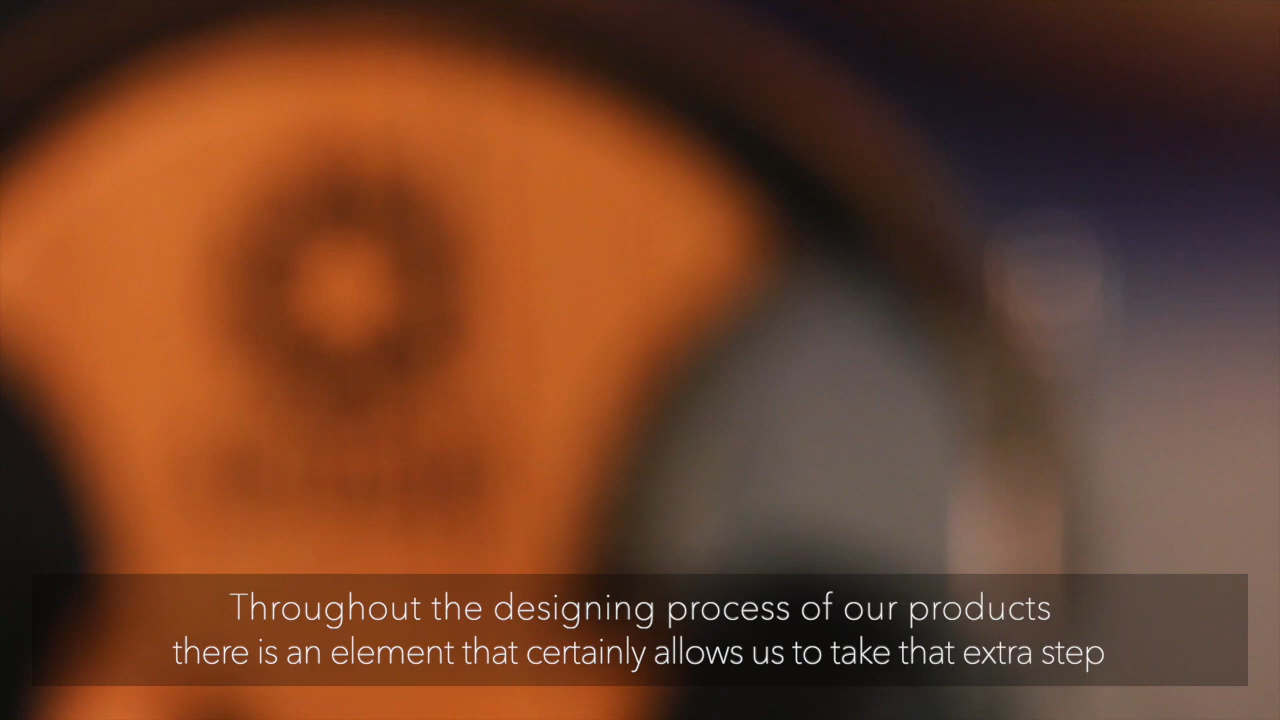 Throughout the designing process of our products
there is an element that certainly allows us to take that extra step